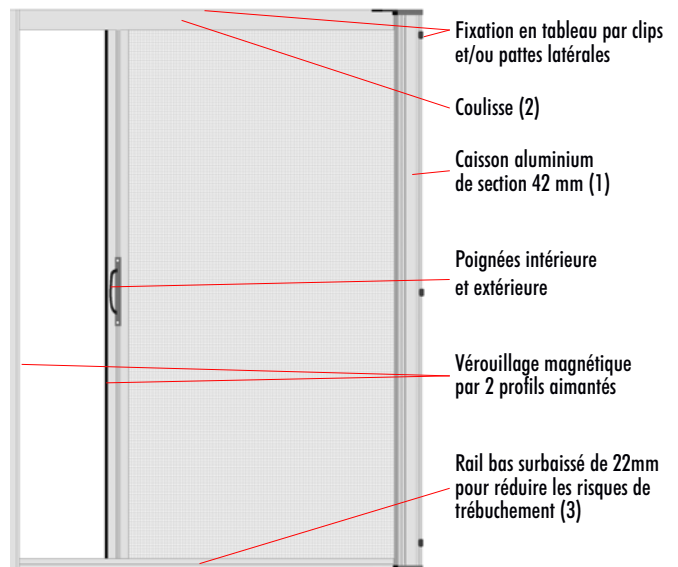 Fixation en tableau par clips
et/ou pattes latérales
Coulisse (2)
Caisson aluminium
de section 42 mm (1)
Poignées intérieure
et extérieure
Vérouillage magnétique
par 2 profils aimantés
Rail bas surbaissé de 22mm
pour réduire les risques de
trébuchement (3)